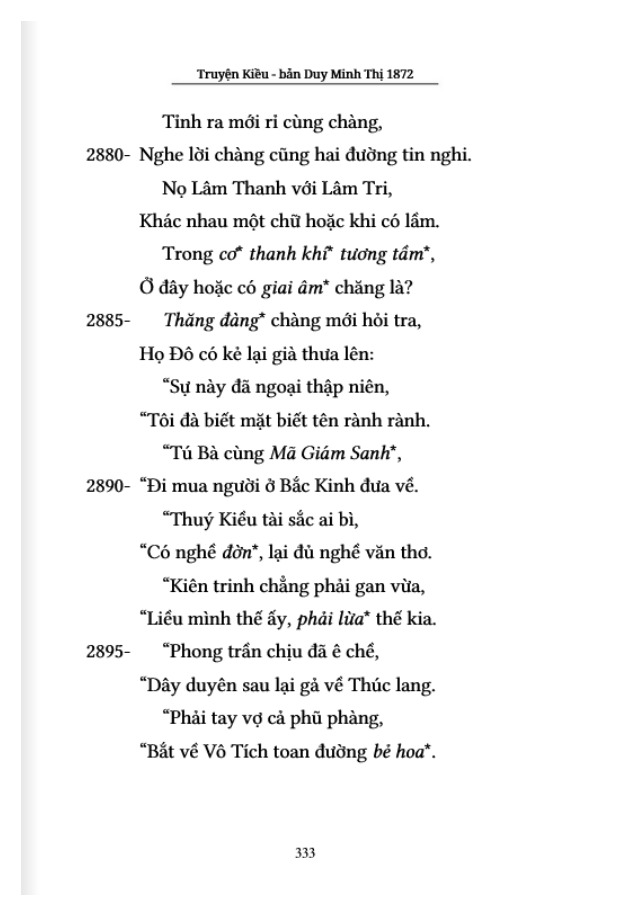 Truyện Kiều - bản Duy Minh Thị 1872
Tỉnh ra mới rỉ cùng chàng,
2880- Nghe lời chàng cũng hai đường tin nghi.
Nọ Lâm Thanh với Lâm Tri,
Khác nhau một chữ hoặc khi có lầm.
Trong cơ* thanh khí* tương tầm*,
Ở đây hoặc có giai âm* chăng là?
2885- Thăng đàng* chàng mới hỏi tra,
Họ Đô có kẻ lại già thưa lên:
“Sự này đã ngoại thập niên,
“Tôi đà biết mặt biết tên rành rành.
“Tú Bà cùng Mã Giám Sanh*,
2890- “Đi mua người ở Bắc Kinh đưa về.
“Thuý Kiều tài sắc ai bì,
“Có nghề đờn*, lại đủ nghề văn thơ.
“Kiên trinh chẳng phải gan vừa,
“Liều mình thế ấy, phải lừa* thế kia.
2895- “Phong trần chịu đã ê chề,
“Dây duyên sau lại gả về Thúc lang.
“Phải tay vợ cả phũ phàng,
“Bắt về Vô Tích toan đường bẻ hoa*.
333